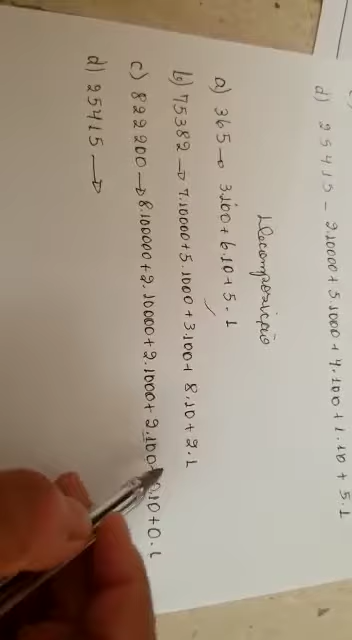 d) 25415 - 2.10000+5.1000+4.100+1.10+5.1
Decomposição
a) 365 → 3.100+6.10+5.1
b) 75382 → 7.10000+5.1000+3.100+8.10+2.1
c) 822200 → 8.100000+2.10000+2.1000+2.100+0.10+0.1
d) 25415 →